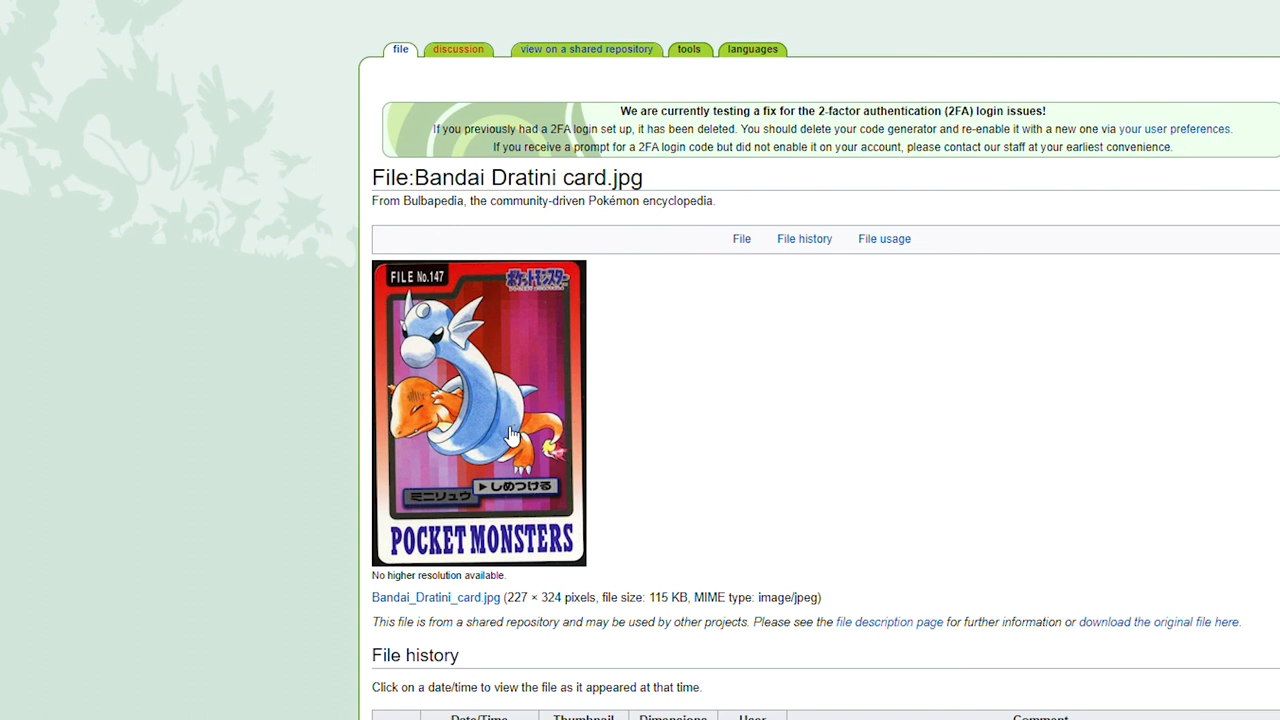 file discussion view on a shared repository tools languages
We are currently testing a fix for the 2-factor authentication (2FA) login issues!
If you previously had a 2FA login set up, it has been deleted. You should delete your code generator and re-enable it with a new one via your user preferences.
If you receive a prompt for a 2FA login code but did not enable it on your account, please contact our staff at your earliest convenience.
File:Bandai Dratini card.jpg
From Bulbapedia, the community-driven Pokémon encyclopedia.
File File history File usage
FILE No.147 ポケットモンスター
ミニリュウ ▶しめつける
POCKET MONSTERS
No higher resolution available.
Bandai_Dratini_card.jpg (227 × 324 pixels, file size: 115 KB, MIME type: image/jpeg)
This file is from a shared repository and may be used by other projects. Please see the file description page for further information or download the original file here.
File history
Click on a date/time to view the file as it appeared at that time.
Date/Time Thumbnail Dimensions User Comment